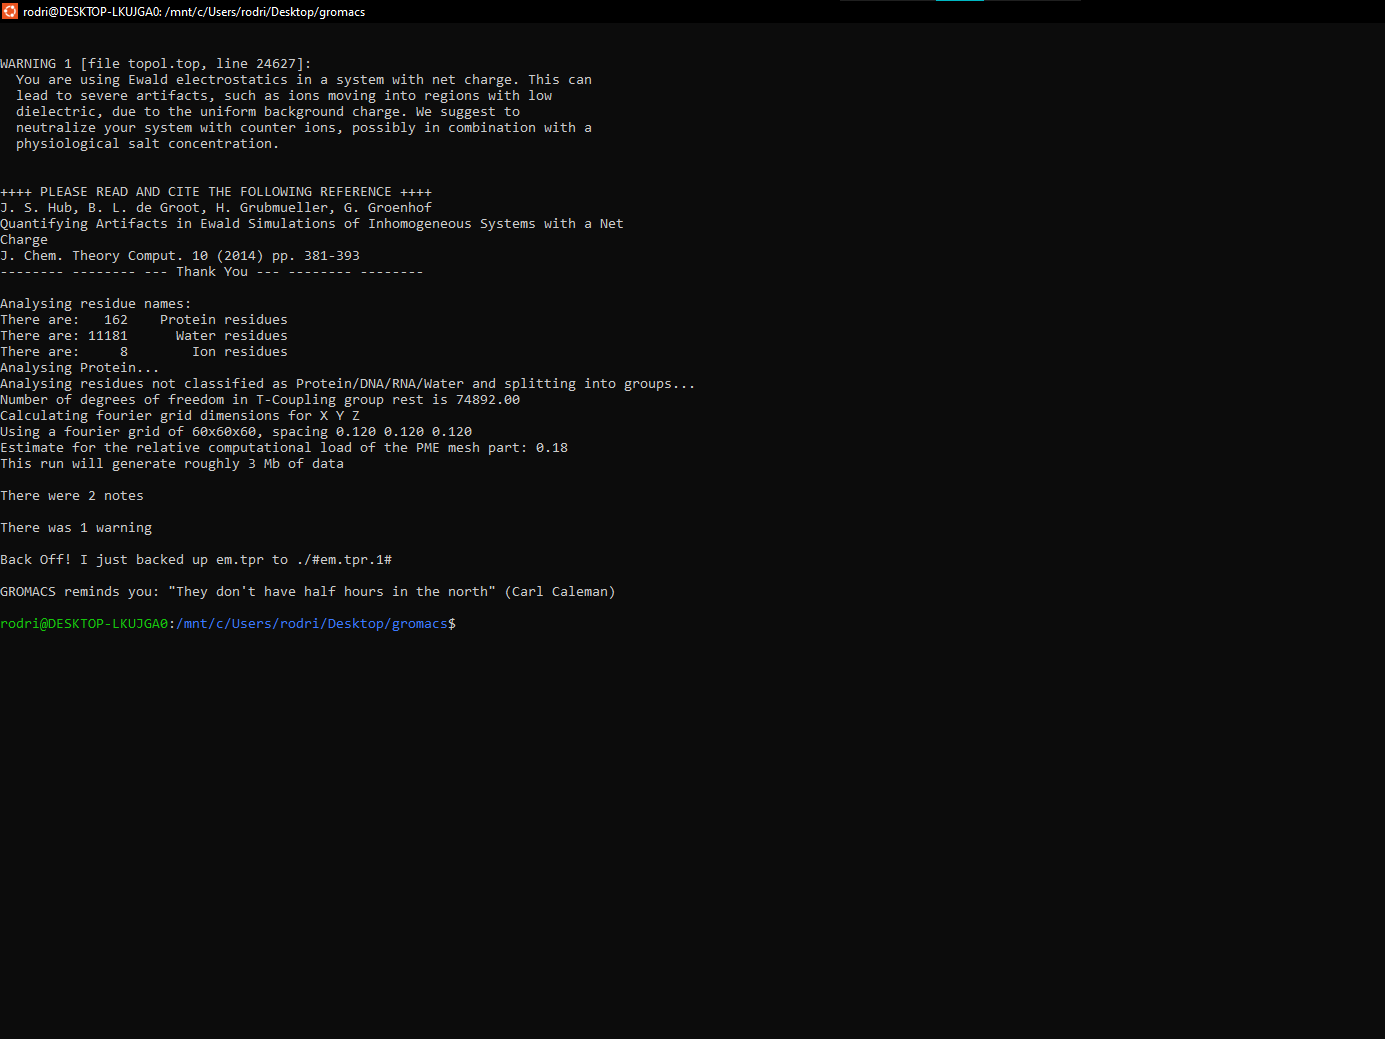 rodri@DESKTOP-LKUJGA0: /mnt/c/Users/rodri/Desktop/gromacs
WARNING 1 [file topol.top, line 24627]:
  You are using Ewald electrostatics in a system with net charge. This can
  lead to severe artifacts, such as ions moving into regions with low
  dielectric, due to the uniform background charge. We suggest to
  neutralize your system with counter ions, possibly in combination with a
  physiological salt concentration.
++++ PLEASE READ AND CITE THE FOLLOWING REFERENCE ++++
J. S. Hub, B. L. de Groot, H. Grubmueller, G. Groenhof
Quantifying Artifacts in Ewald Simulations of Inhomogeneous Systems with a Net
Charge
J. Chem. Theory Comput. 10 (2014) pp. 381-393
-------- -------- --- Thank You --- -------- --------
Analysing residue names:
There are:   162    Protein residues
There are: 11181      Water residues
There are:     8        Ion residues
Analysing Protein...
Analysing residues not classified as Protein/DNA/RNA/Water and splitting into groups...
Number of degrees of freedom in T-Coupling group rest is 74892.00
Calculating fourier grid dimensions for X Y Z
Using a fourier grid of 60x60x60, spacing 0.120 0.120 0.120
Estimate for the relative computational load of the PME mesh part: 0.18
This run will generate roughly 3 Mb of data
There were 2 notes
There was 1 warning
Back Off! I just backed up em.tpr to ./#em.tpr.1#
GROMACS reminds you: "They don't have half hours in the north" (Carl Caleman)
rodri@DESKTOP-LKUJGA0:/mnt/c/Users/rodri/Desktop/gromacs$